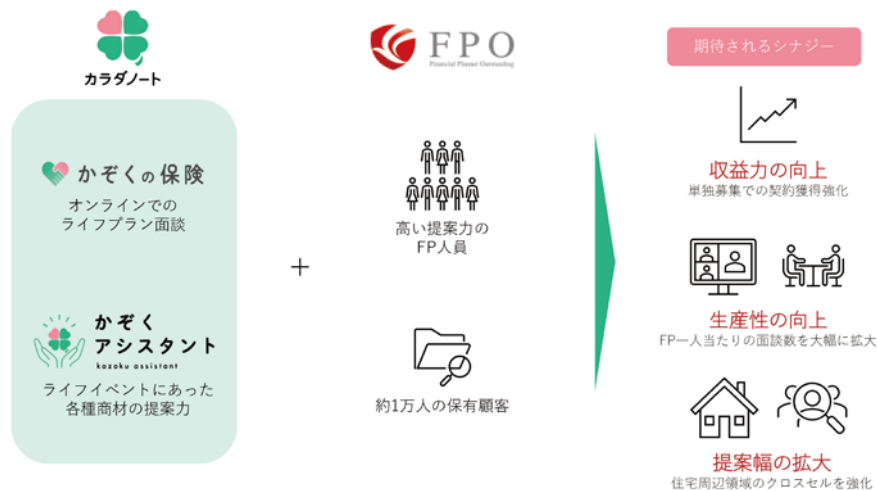 カラダノート
かぞくの保険
オンラインでの
ライフプラン面談
かぞく
アシスタント
kazoku assistant
ライフイベントにあった
各種商材の提案力
+
FPO
Financial Planner Outstanding
高い提案力の
FP人員
約1万人の保有顧客
期待されるシナジー
収益力の向上
単独募集での契約獲得強化
生産性の向上
FP一人当たりの面談数を大幅に拡大
提案幅の拡大
住宅周辺領域のクロスセルを強化